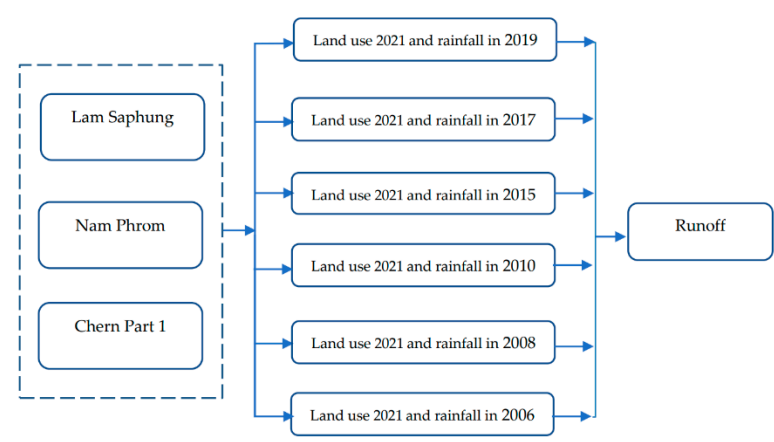 Lam Saphung
Nam Phrom
Chern Part 1
Land use 2021 and rainfall in 2019
Land use 2021 and rainfall in 2017
Land use 2021 and rainfall in 2015
Land use 2021 and rainfall in 2010
Land use 2021 and rainfall in 2008
Land use 2021 and rainfall in 2006
Runoff